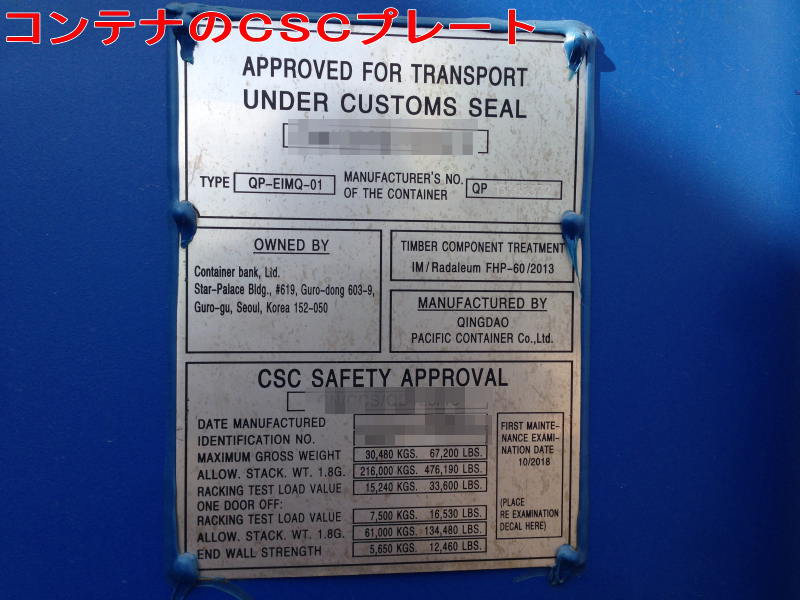 コンテナのCSCプレート
APPROVED FOR TRANSPORT
UNDER CUSTOMS SEAL
TYPE QP-EIMQ-01 MANUFACTURER'S NO.
OF THE CONTAINER QP
OWNED BY
Container bank, Ltd.
Star-Palace Bldg., #619, Guro-dong 603-9,
Guro-gu, Seoul, Korea 152-050
TIMBER COMPONENT TREATMENT
IM/Radaleum FHP-60/2013
MANUFACTURED BY
QINGDAO
PACIFIC CONTAINER Co.,Ltd.
CSC SAFETY APPROVAL
DATE MANUFACTURED
IDENTIFICATION NO.
MAXIMUM GROSS WEIGHT 30,480 KGS. 67,200 LBS.
ALLOW. STACK. WT. 1.8G. 216,000 KGS. 476,190 LBS.
RACKING TEST LOAD VALUE 15,240 KGS. 33,600 LBS.
ONE DOOR OFF:
RACKING TEST LOAD VALUE 7,500 KGS. 16,530 LBS.
ALLOW. STACK. WT. 1.8G. 61,000 KGS. 134,480 LBS.
END WALL STRENGTH 5,650 KGS. 12,460 LBS.
FIRST MAINTE-
NANCE EXAMI-
NATION DATE
10/2018
(PLACE
RE EXAMINATION
DECAL HERE)